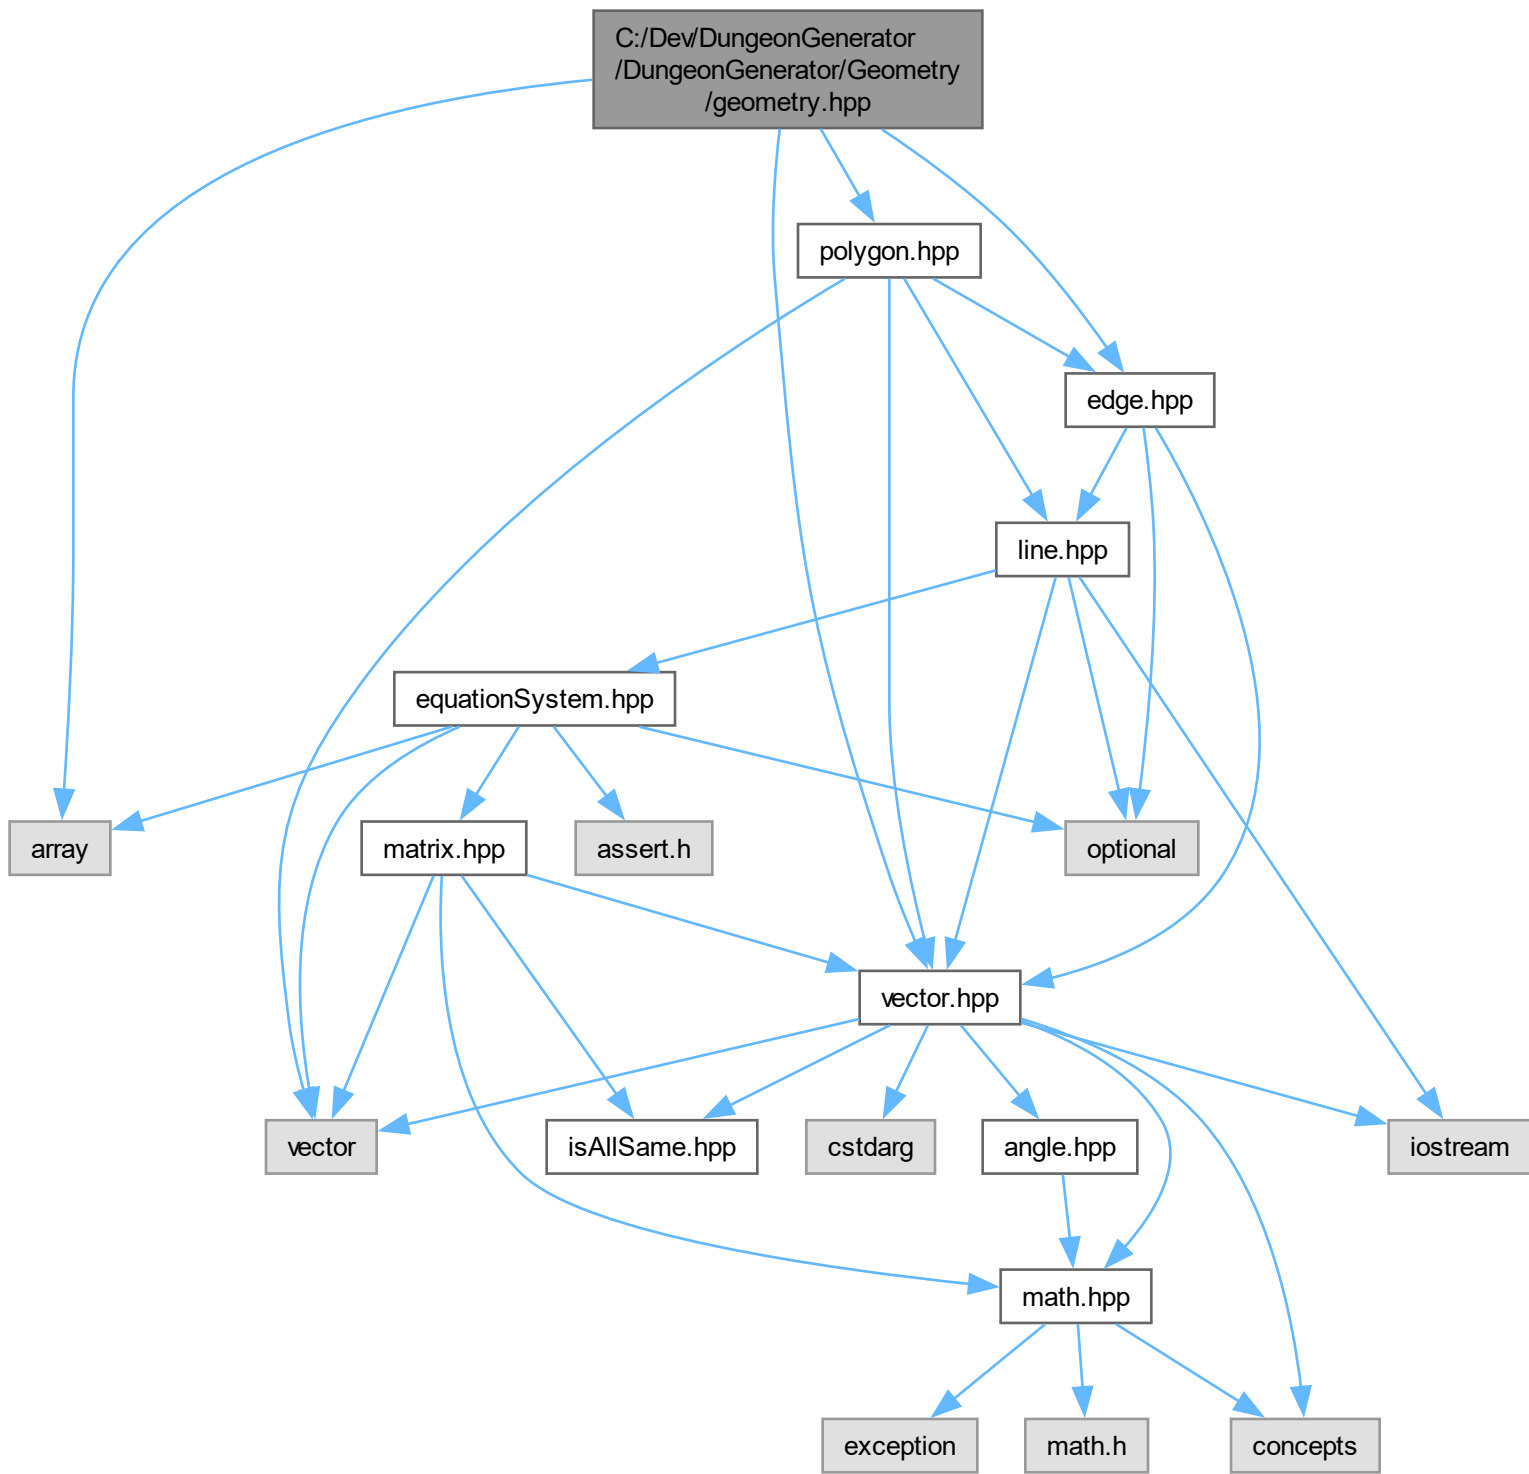 C:/Dev/DungeonGenerator
/DungeonGenerator/Geometry
/geometry.hpp
polygon.hpp
edge.hpp
line.hpp
equationSystem.hpp
array
matrix.hpp
assert.h
optional
vector.hpp
vector
isAllSame.hpp
cstdarg
angle.hpp
iostream
math.hpp
exception
math.h
concepts